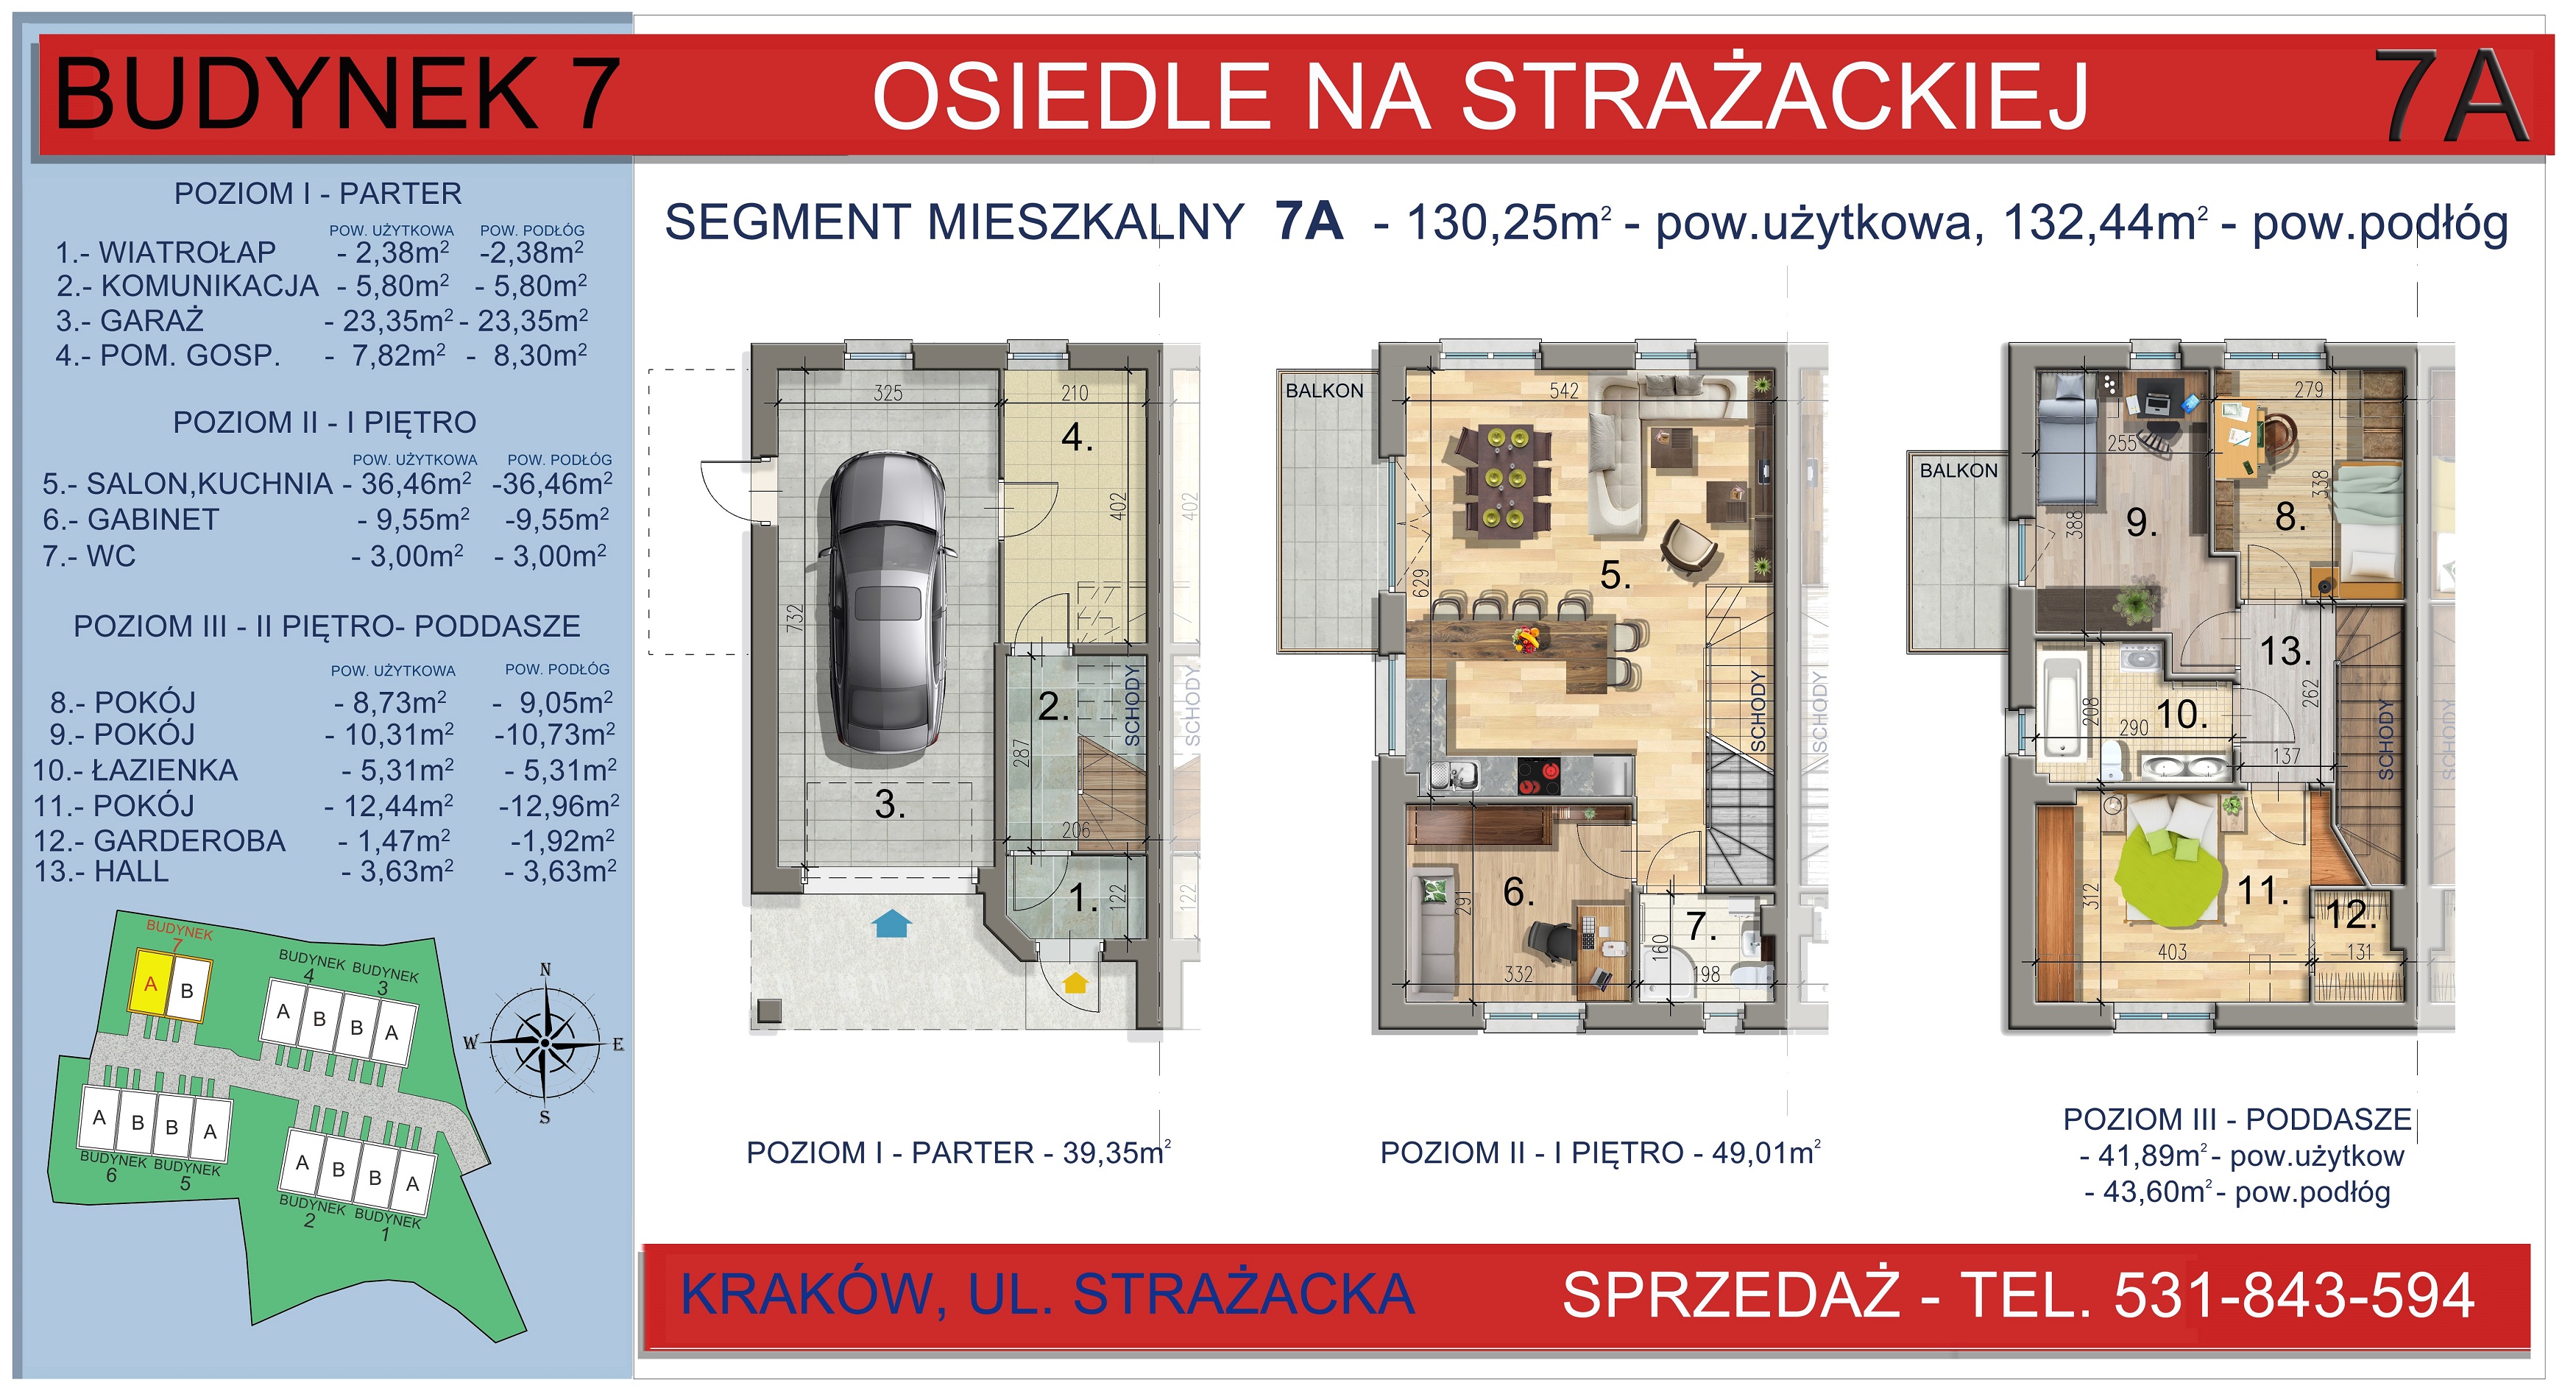 BUDYNEK 7 OSIEDLE NA STRAŻACKIEJ 7A
POZIOM I - PARTER
POW. UŻYTKOWA POW. PODŁÓG
1.- WIATROŁAP - 2,38m² -2,38m²
2.- KOMUNIKACJA - 5,80m² - 5,80m²
3.- GARAŻ - 23,35m² - 23,35m²
4.- POM. GOSP. - 7,82m² - 8,30m²
POZIOM II - I PIĘTRO
POW. UŻYTKOWA POW. PODŁÓG
5.- SALON,KUCHNIA - 36,46m² -36,46m²
6.- GABINET - 9,55m² -9,55m²
7.- WC - 3,00m² - 3,00m²
POZIOM III - II PIĘTRO- PODDASZE
POW. UŻYTKOWA POW. PODŁÓG
8.- POKÓJ - 8,73m² - 9,05m²
9.- POKÓJ - 10,31m² -10,73m²
10.- ŁAZIENKA - 5,31m² - 5,31m²
11.- POKÓJ - 12,44m² -12,96m²
12.- GARDEROBA - 1,47m² -1,92m²
13.- HALL - 3,63m² - 3,63m²
BUDYNEK
7
A B
BUDYNEK BUDYNEK
4 3
A B B A
A B B A
BUDYNEK BUDYNEK
6 5
A B B A
BUDYNEK BUDYNEK
2 1
N
W E
S
SEGMENT MIESZKALNY 7A - 130,25m² - pow.użytkowa, 132,44m² - pow.podłóg
325 210
4.
402 402
732
2.
SCHODY SCHODY
287
3.
206
1.
122 122
BALKON
542
5.
629
SCHODY SCHODY
6.
291
7.
160
332 198
BALKON
279
255
338
8.
388
9.
13.
262
10.
208
290
137
SCHODY SCHODY
11.
312
12.
403 131
POZIOM I - PARTER - 39,35m²
POZIOM II - I PIĘTRO - 49,01m²
POZIOM III - PODDASZE
- 41,89m² - pow.użytkow
- 43,60m² - pow.podłóg
KRAKÓW, UL. STRAŻACKA SPRZEDAŻ - TEL. 531-843-594